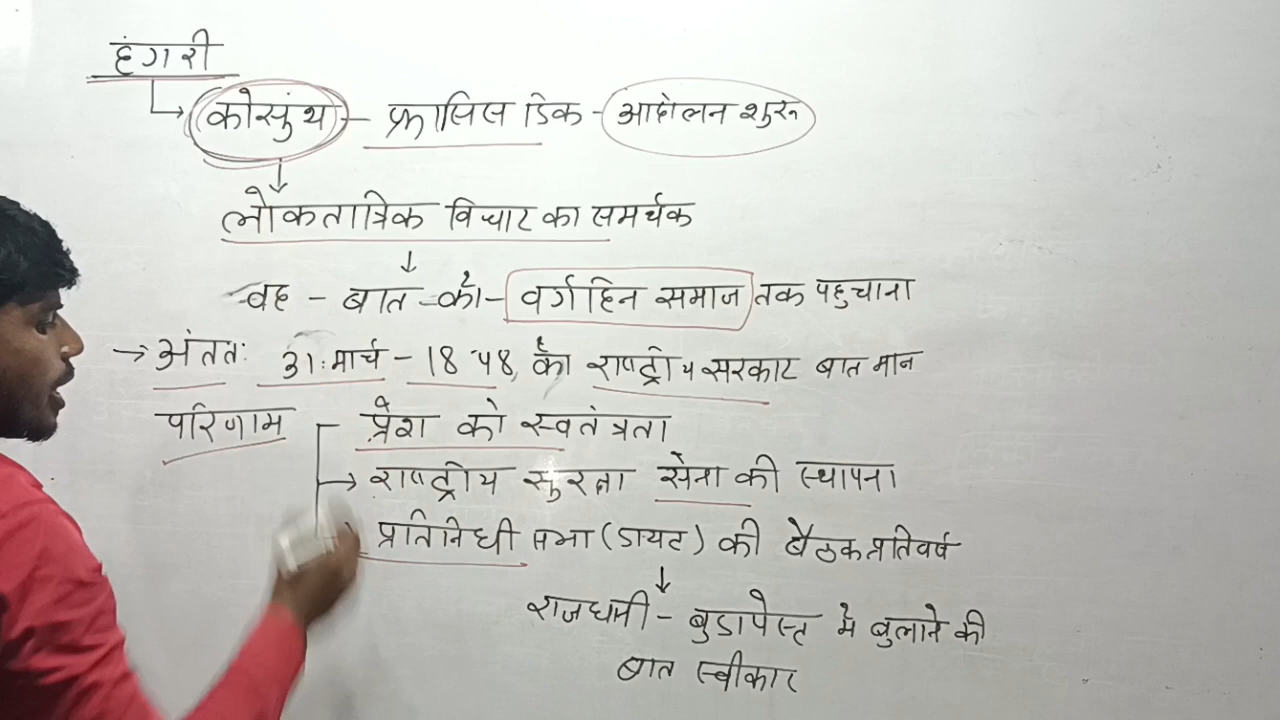 हंगरी
कोसुंथ - फ्रासिस डिक - आदोलन शुरू
लोकतात्रिक विचार का समर्थक
वह - बात - को - वर्गहिन समाज तक पहुचाना
→ अंततः 31 मार्च - 1848, को राष्ट्रीय सरकार बात मान
परिणाम प्रेश को स्वतंत्रता
→ राष्ट्रीय सुरक्षा सेना की स्थापना
→ प्रतिनिधी सभा (डायट) की बैठक प्रतिवर्ष
राजधानी - बुडापेस्ट मे बुलाने की
बात स्वीकार